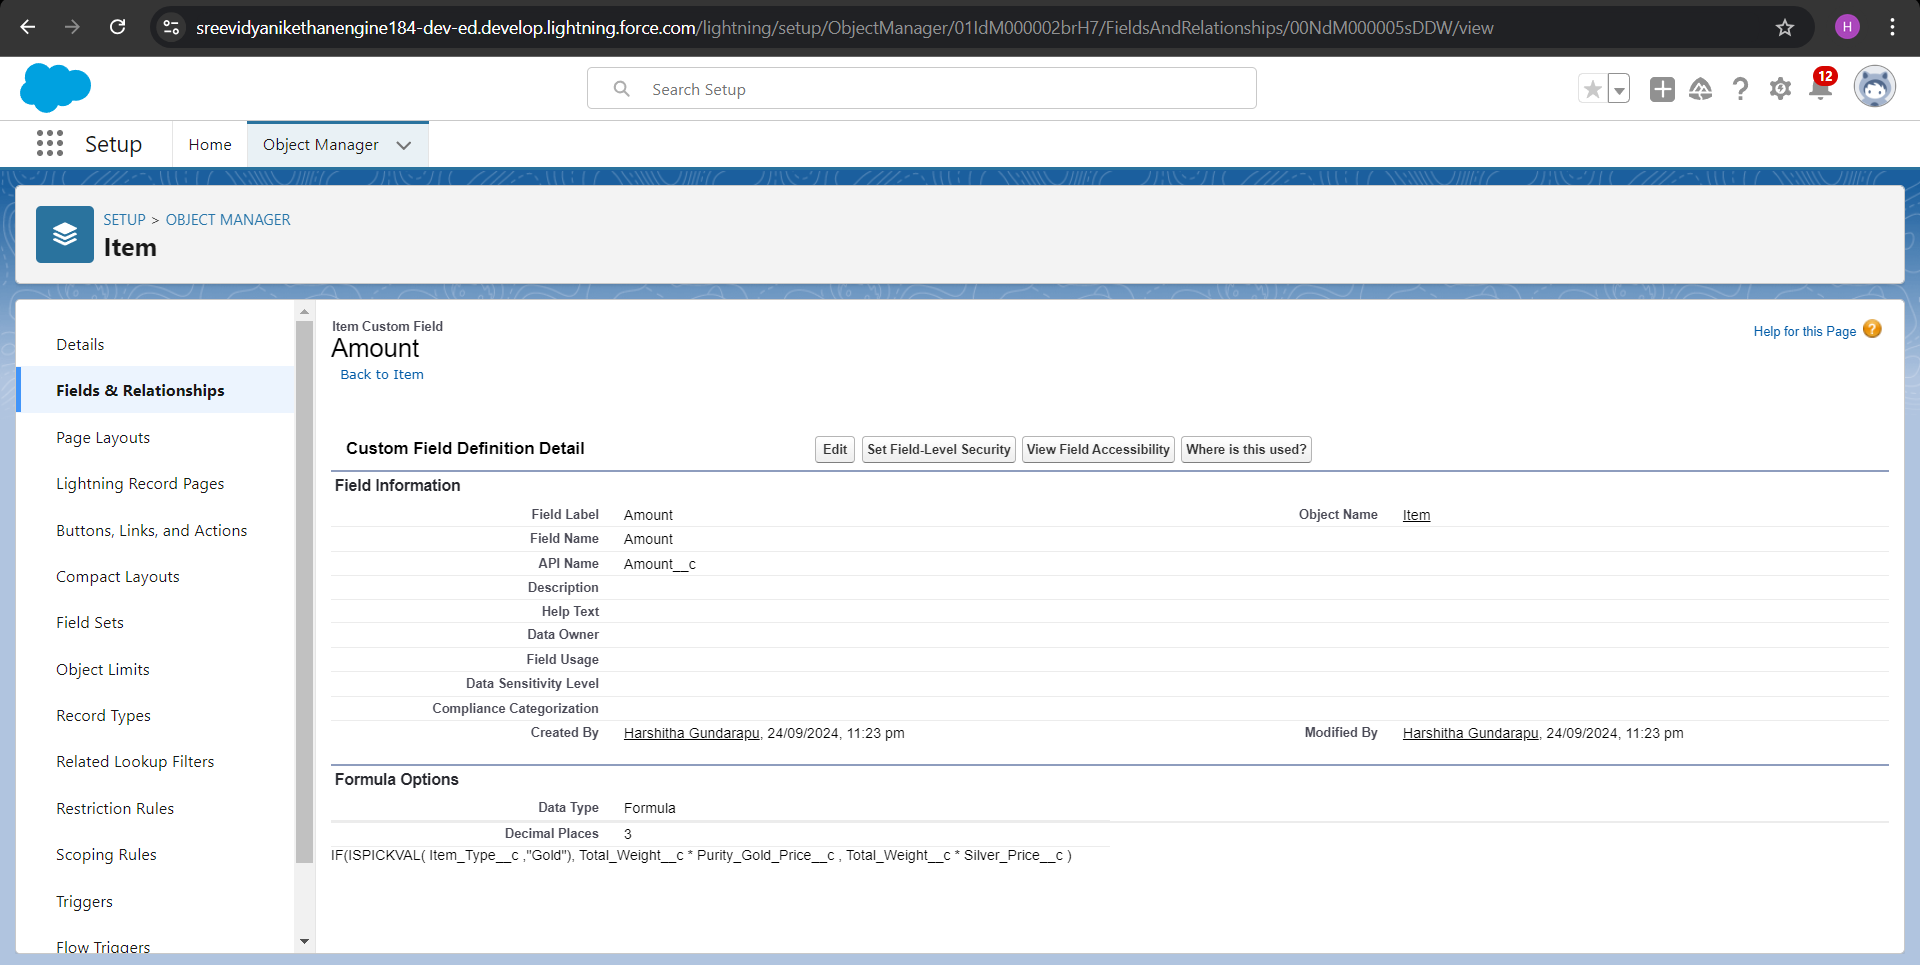 sreevidyanikethanengine184-dev-ed.develop.lightning.force.com/lightning/setup/ObjectManager/01IdM000002brH7/FieldsAndRelationships/00NdM000005sDDW/view
H
Search Setup
12
Setup
Home
Object Manager
SETUP > OBJECT MANAGER
Item
Details
Fields & Relationships
Page Layouts
Lightning Record Pages
Buttons, Links, and Actions
Compact Layouts
Field Sets
Object Limits
Record Types
Related Lookup Filters
Restriction Rules
Scoping Rules
Triggers
Flow Triggers
Item Custom Field
Amount
Back to Item
Help for this Page
Custom Field Definition Detail
Edit
Set Field-Level Security
View Field Accessibility
Where is this used?
Field Information
Field Label Amount Object Name Item
Field Name Amount
API Name Amount__c
Description
Help Text
Data Owner
Field Usage
Data Sensitivity Level
Compliance Categorization
Created By Harshitha Gundarapu, 24/09/2024, 11:23 pm Modified By Harshitha Gundarapu, 24/09/2024, 11:23 pm
Formula Options
Data Type Formula
Decimal Places 3
IF(ISPICKVAL( Item_Type__c ,"Gold"), Total_Weight__c * Purity_Gold_Price__c , Total_Weight__c * Silver_Price__c )